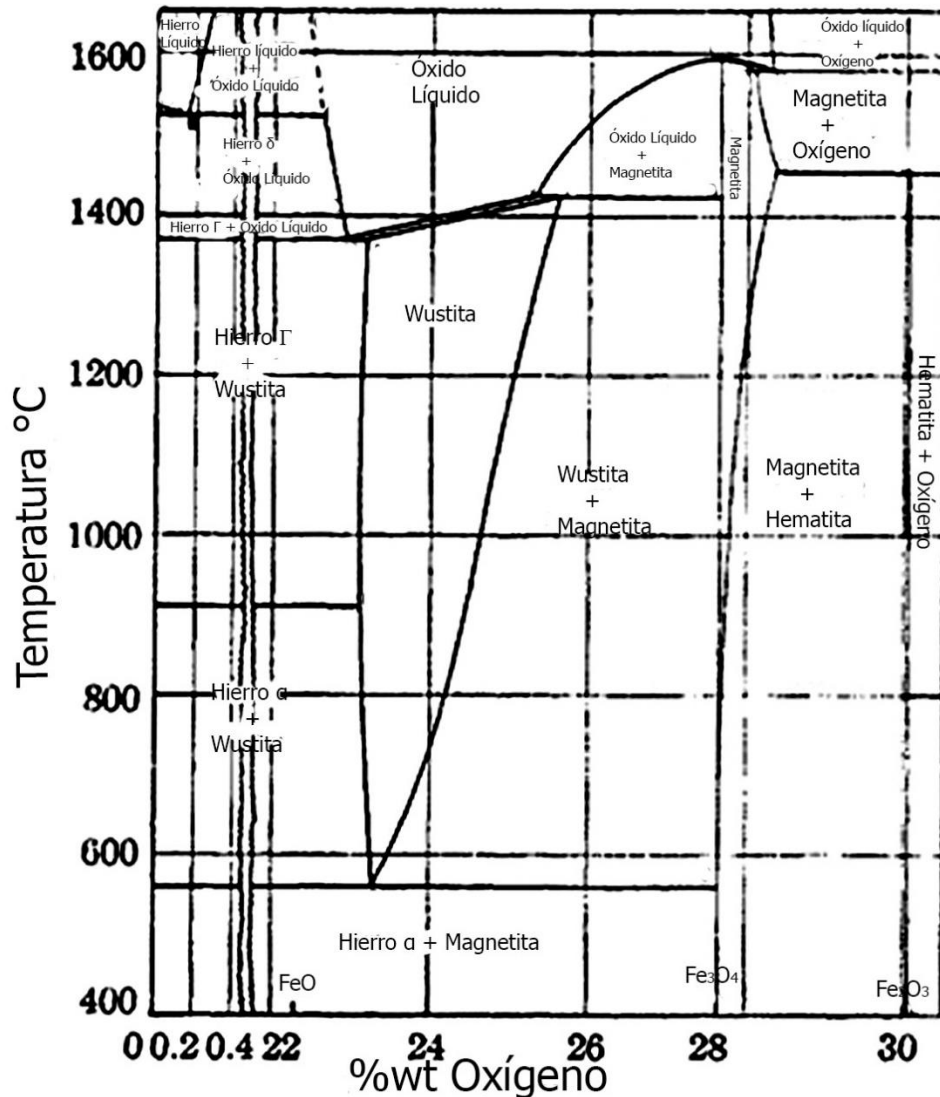 Hierro
Líquido
Hierro líquido
+
Óxido Líquido
Óxido
Líquido
Óxido líquido
+
Oxígeno
Magnetita
+
Oxígeno
Óxido Líquido
+
Magnetita
Magnetita
Hierro δ
+
Óxido Líquido
Hierro Γ + Oxido Líquido
Wustita
Hierro Γ
+
Wustita
Wustita
+
Magnetita
Magnetita
+
Hematita
Hematita + Oxígeno
Hierro α
+
Wustita
Hierro α + Magnetita
FeO
Fe₃O₄
Fe₂O₃
Temperatura °C
1600
1400
1200
1000
800
600
400
0 0.2 0.4 22 24 26 28 30
%wt Oxígeno